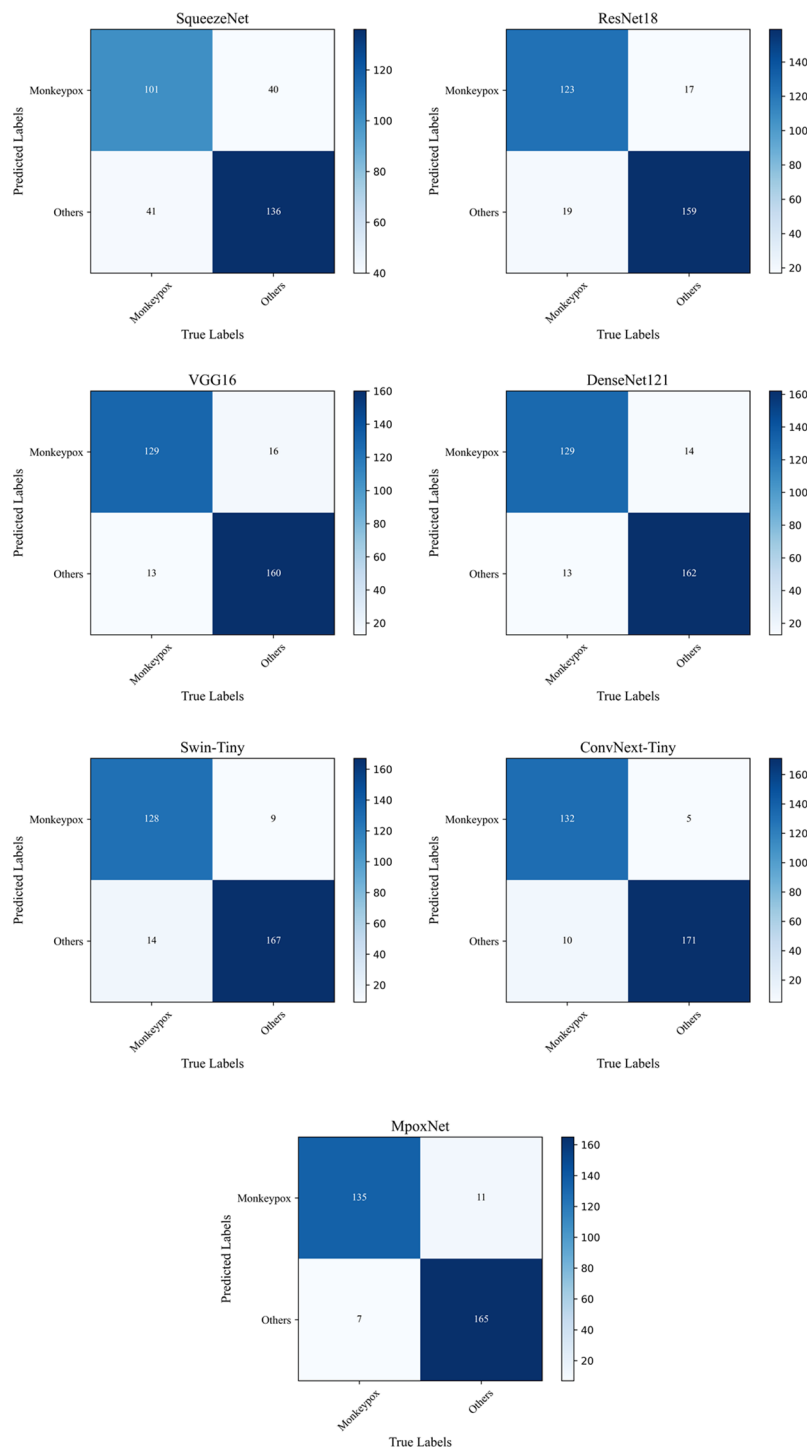 SqueezeNet
Predicted Labels
Monkeypox
Others
101
40
41
136
Monkeypox
Others
True Labels
120
100
80
60
40
ResNet18
Predicted Labels
Monkeypox
Others
123
17
19
159
Monkeypox
Others
True Labels
140
120
100
80
60
40
20
VGG16
Predicted Labels
Monkeypox
Others
129
16
13
160
Monkeypox
Others
True Labels
160
140
120
100
80
60
40
20
DenseNet121
Predicted Labels
Monkeypox
Others
129
14
13
162
Monkeypox
Others
True Labels
160
140
120
100
80
60
40
20
Swin-Tiny
Predicted Labels
Monkeypox
Others
128
9
14
167
Monkeypox
Others
True Labels
160
140
120
100
80
60
40
20
ConvNext-Tiny
Predicted Labels
Monkeypox
Others
132
5
10
171
Monkeypox
Others
True Labels
160
140
120
100
80
60
40
20
MpoxNet
Predicted Labels
Monkeypox
Others
135
11
7
165
Monkeypox
Others
True Labels
160
140
120
100
80
60
40
20